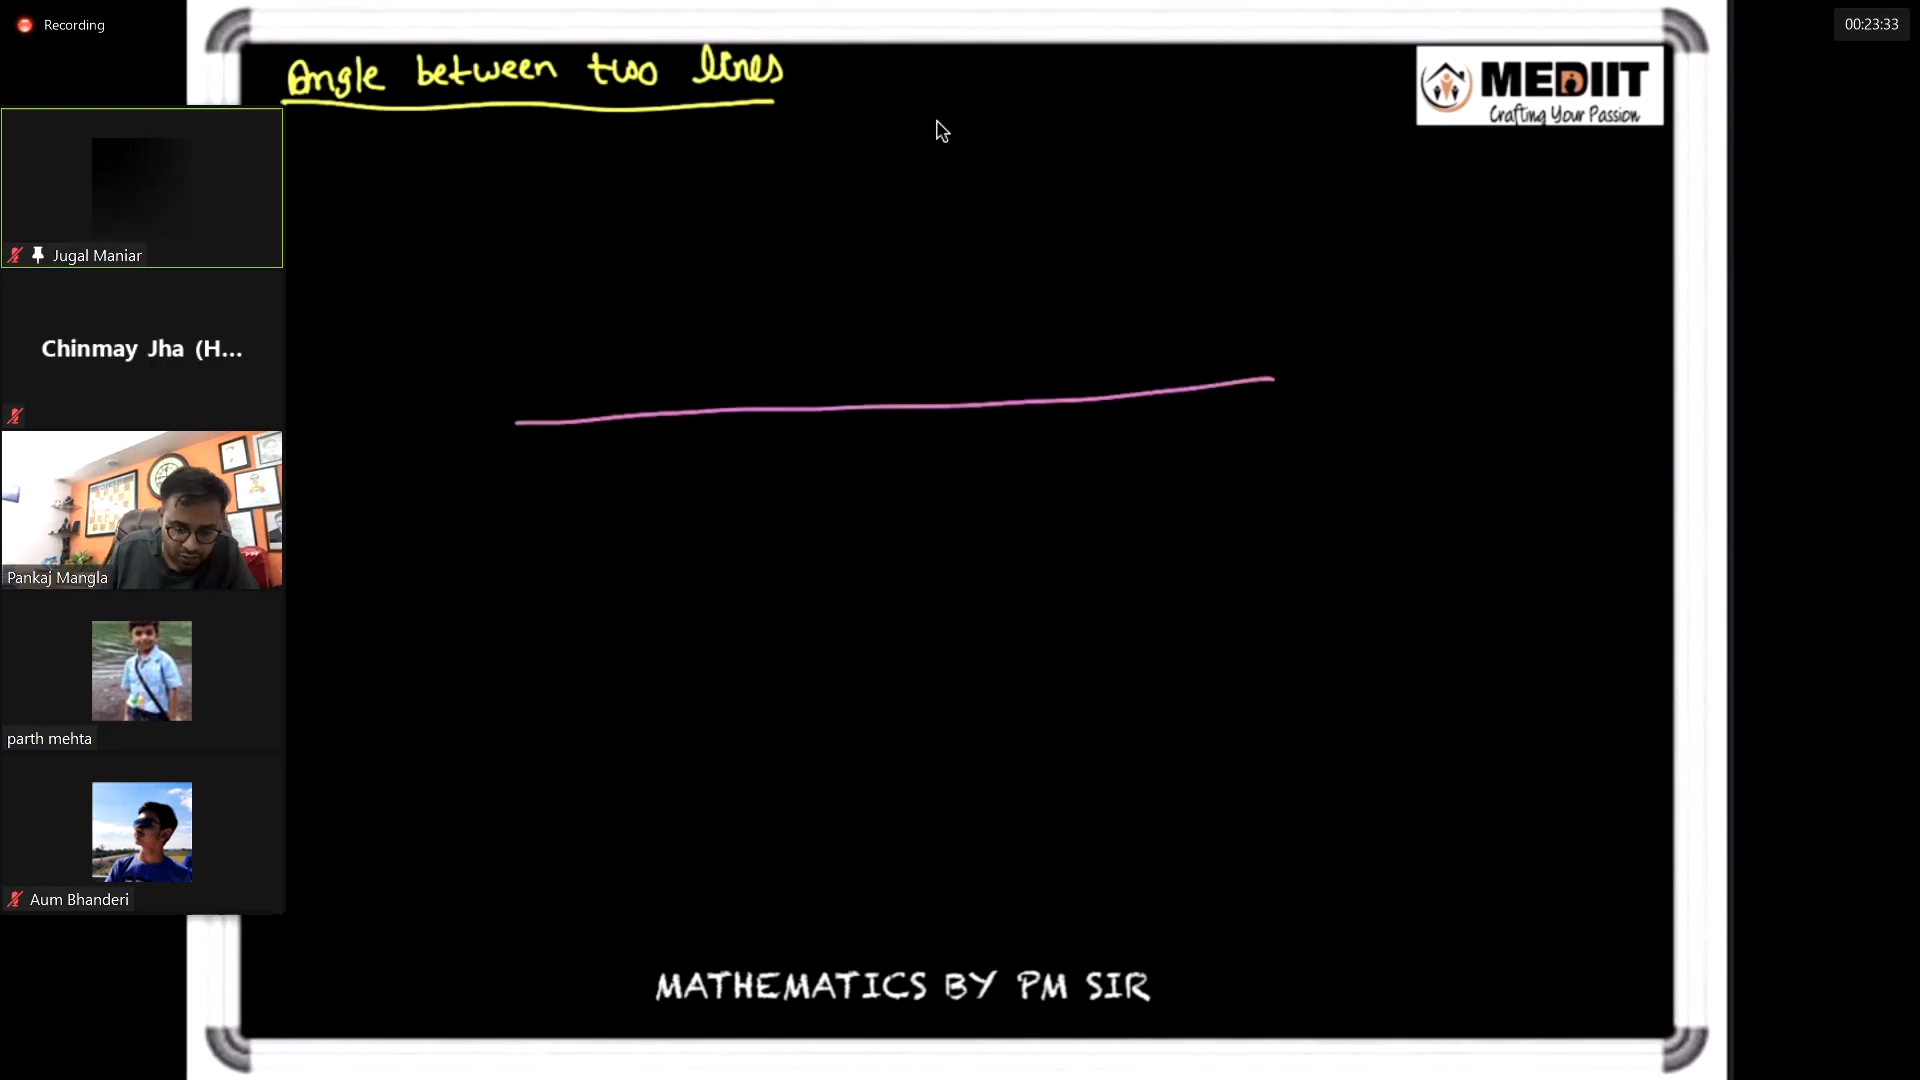 Recording
00:23:33
Angle between two lines
MEDIIT
Crafting Your Passion
Jugal Maniar
Chinmay Jha (H...
Pankaj Mangla
parth mehta
Aum Bhanderi
MATHEMATICS BY PM SIR